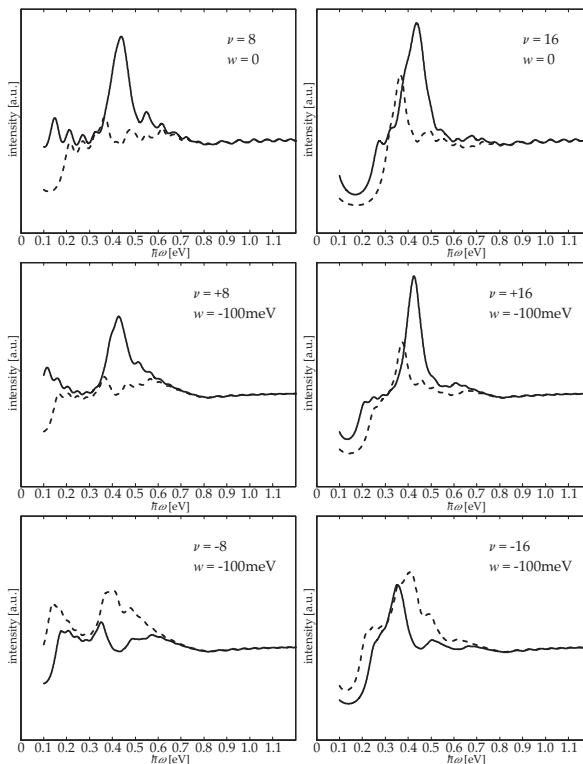 ν = 8
w = 0
intensity [a.u.]
0 0.1 0.2 0.3 0.4 0.5 0.6 0.7 0.8 0.9 1 1.1
ħω [eV]
ν = 16
w = 0
intensity [a.u.]
0 0.1 0.2 0.3 0.4 0.5 0.6 0.7 0.8 0.9 1 1.1
ħω [eV]
ν = +8
w = -100meV
intensity [a.u.]
0 0.1 0.2 0.3 0.4 0.5 0.6 0.7 0.8 0.9 1 1.1
ħω [eV]
ν = +16
w = -100meV
intensity [a.u.]
0 0.1 0.2 0.3 0.4 0.5 0.6 0.7 0.8 0.9 1 1.1
ħω [eV]
ν = -8
w = -100meV
intensity [a.u.]
0 0.1 0.2 0.3 0.4 0.5 0.6 0.7 0.8 0.9 1 1.1
ħω [eV]
ν = -16
w = -100meV
intensity [a.u.]
0 0.1 0.2 0.3 0.4 0.5 0.6 0.7 0.8 0.9 1 1.1
ħω [eV]